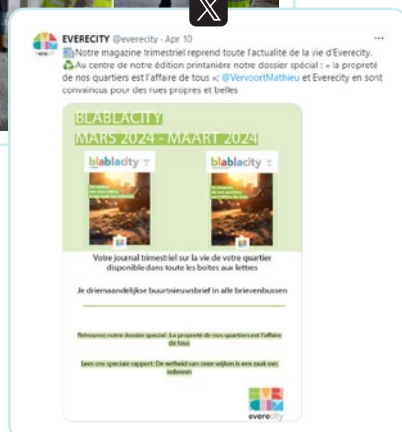 X
EVERECITY @everecity · Apr 10
Notre magazine trimestriel reprend toute l'actualité de la vie d'Everecity.
Au centre de notre édition printanière notre dossier spécial : « la propreté
de nos quartiers est l'affaire de tous »; @VervoortMathieu et Everecity en sont
convaincus pour des rues propres et belles
BLABLACITY
MARS 2024 - MAART 2024
blablacity
blablacity
Votre journal trimestriel sur la vie de votre quartier
disponible dans toute les boites aux lettres
Je driemaandelijkse buurtnieuwsbrief in alle brievenbussen
Retrouvez notre dossier special : La propreté de nos quartiers est l'affaire
de tous
Lees ons speciale rapport: De netheid van onze wijken is een zaak van
iedereen
everecity